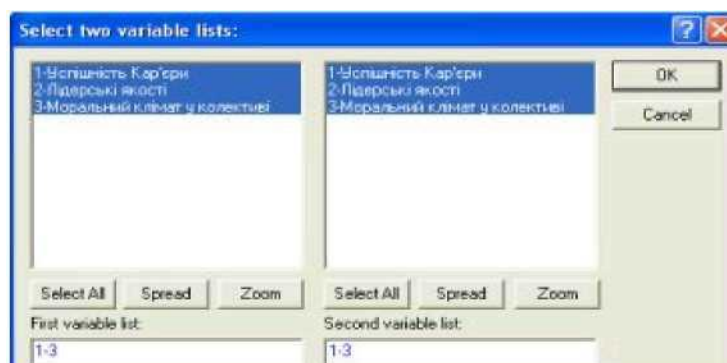 Select two variable lists:
1-Успішність Кар'єри
2-Лідерські якості
3-Моральний клімат у колективі
1-Успішність Кар'єри
2-Лідерські якості
3-Моральний клімат у колективі
OK
Cancel
Select All Spread Zoom
Select All Spread Zoom
First variable list:
1-3
Second variable list:
1-3